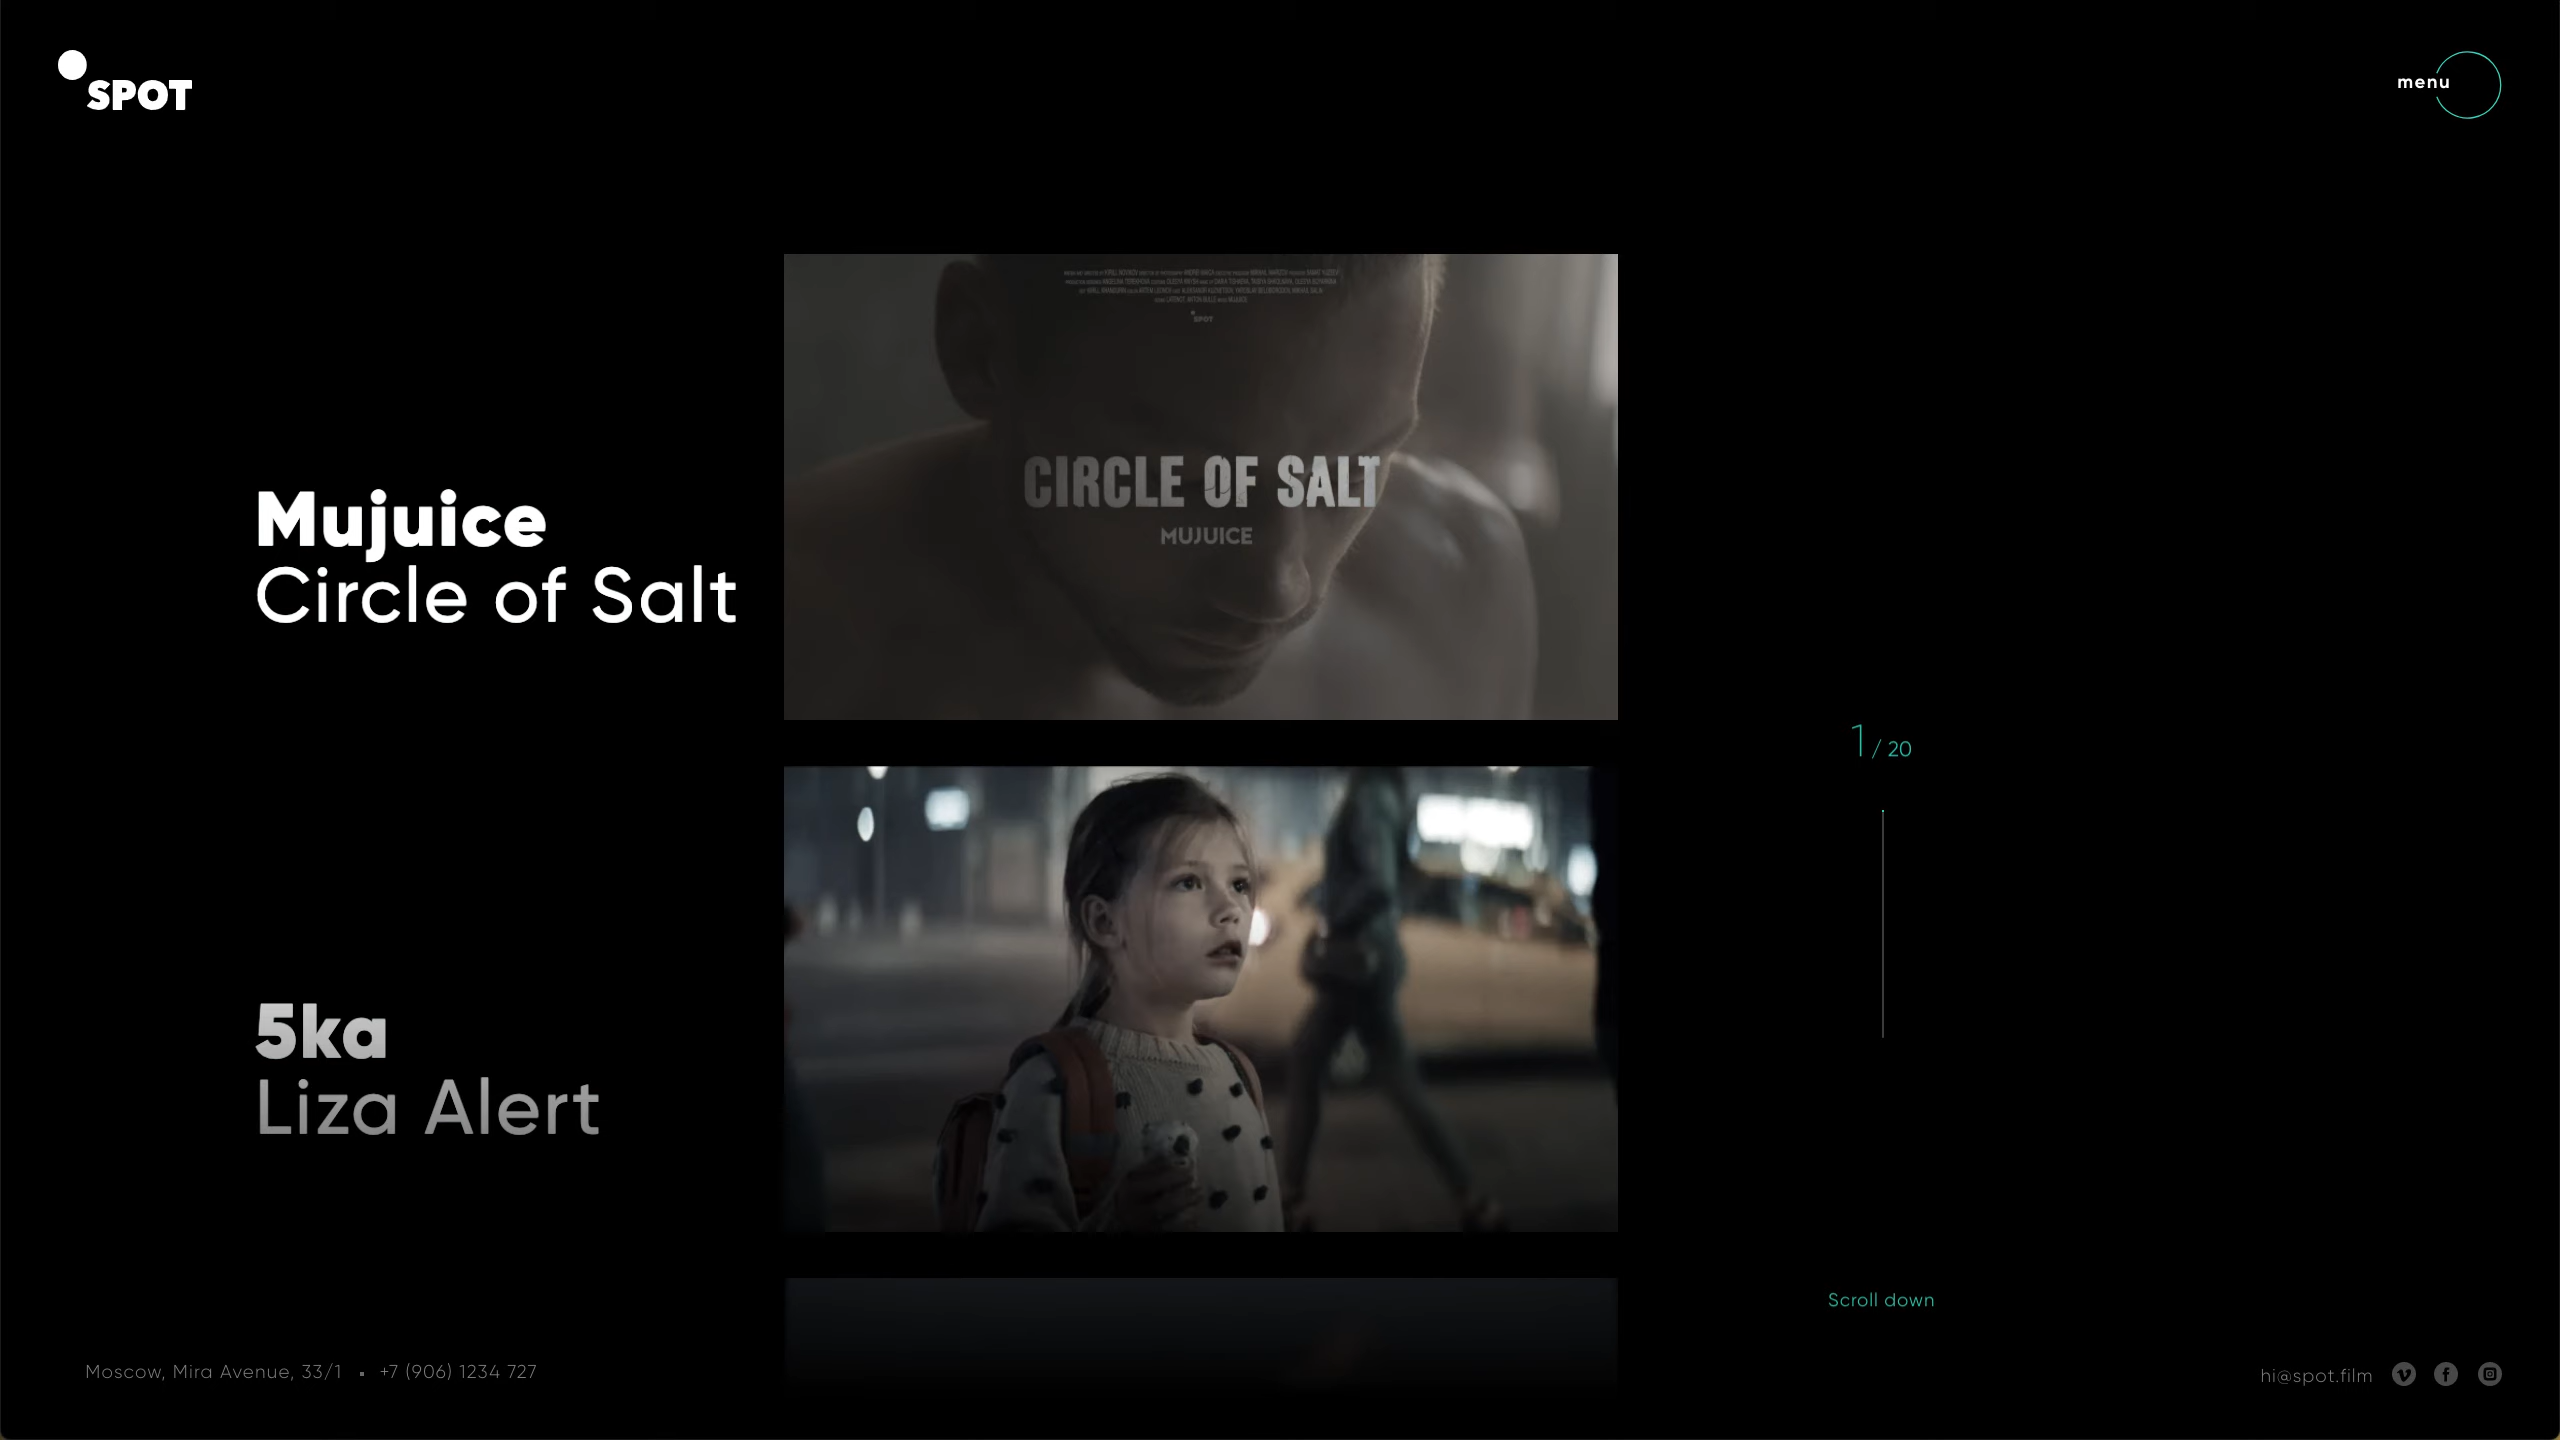 SPOT
menu
SPOT
CIRCLE OF SALT
MUJUICE
Mujuice
Circle of Salt
1 / 20
5ka
Liza Alert
Scroll down
Moscow, Mira Avenue, 33/1 • +7 (906) 1234 727
hi@spot.film